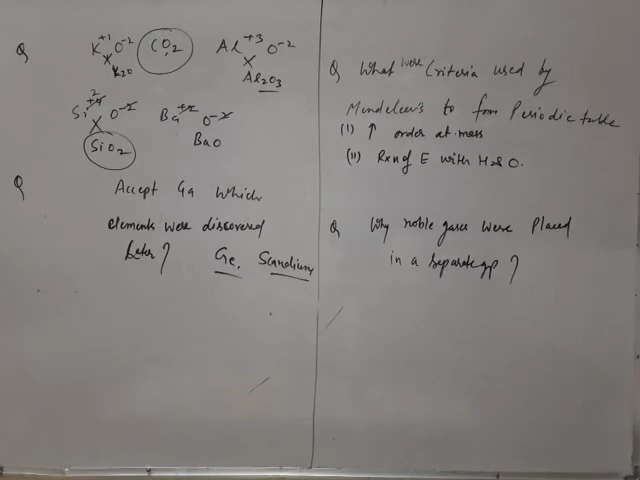 Q K+1 O-2 CO2 Al+3 O-2
K2O Al2O3
Si+4 O-2 Ba+2 O-2
SiO2 BaO
Q Accept Ga which
elements were discovered
later? Ge, Scandium
Q What were Criteria used by
Mendeleev's to form Periodic table
(i) ↑ order at. mass
(ii) Rxn of E with H & O.
Q Why noble gases were Placed
in a separate gp?